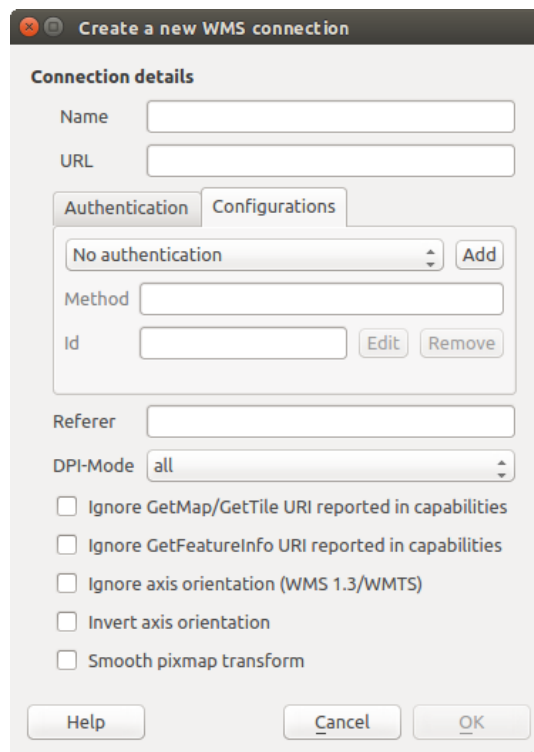 Create a new WMS connection
Connection details
Name
URL
Authentication Configurations
No authentication Add
Method
Id Edit Remove
Referer
DPI-Mode all
Ignore GetMap/GetTile URI reported in capabilities
Ignore GetFeatureInfo URI reported in capabilities
Ignore axis orientation (WMS 1.3/WMTS)
Invert axis orientation
Smooth pixmap transform
Help Cancel OK